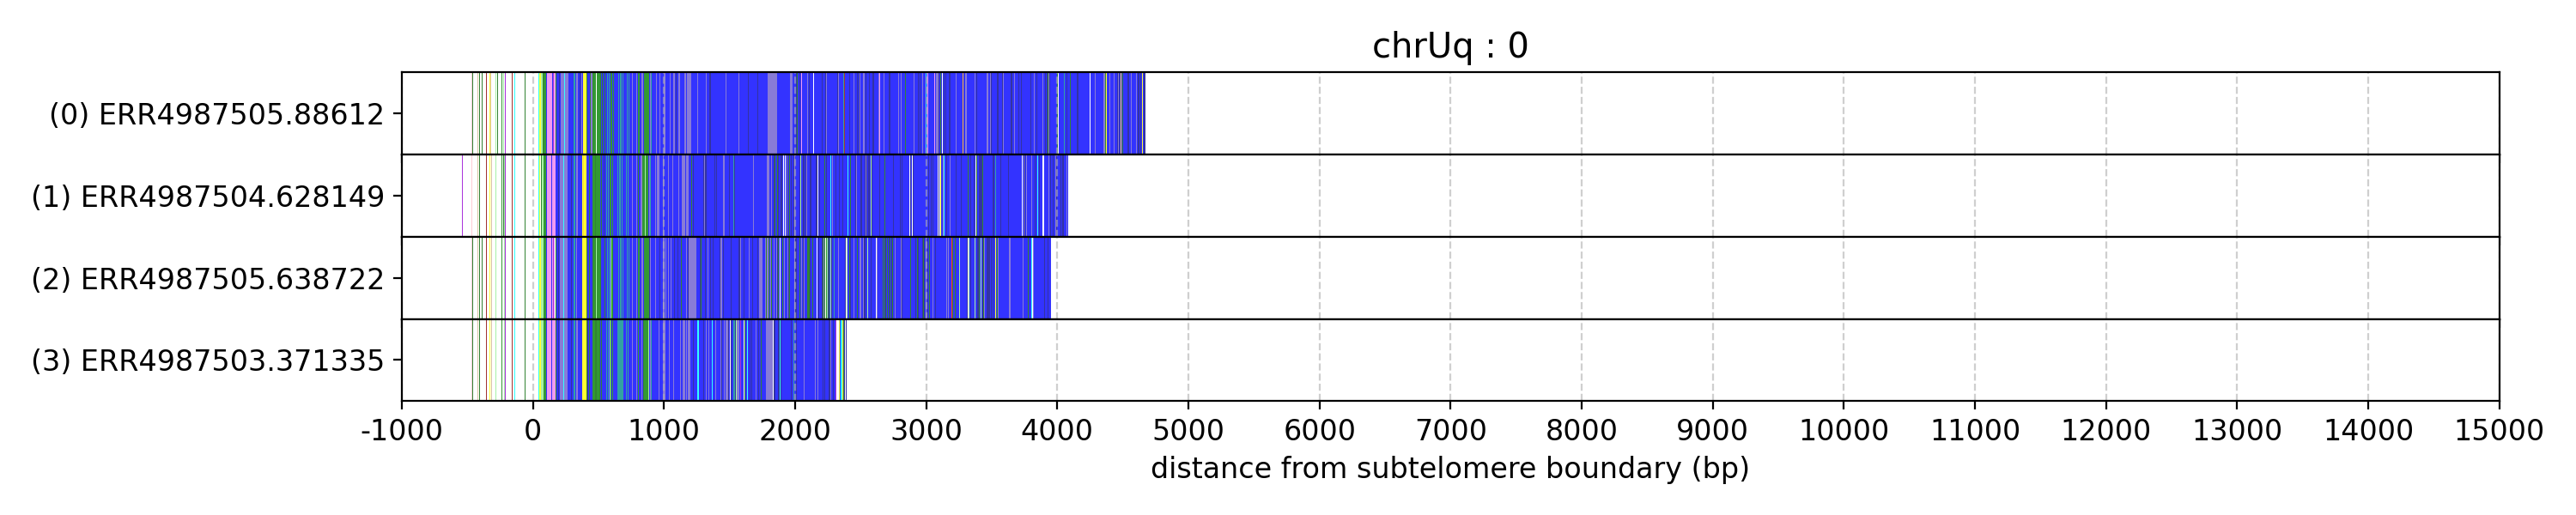 chrUq : 0
(0) ERR4987505.88612
(1) ERR4987504.628149
(2) ERR4987505.638722
(3) ERR4987503.371335
-1000 0 1000 2000 3000 4000 5000 6000 7000 8000 9000 10000 11000 12000 13000 14000 15000
distance from subtelomere boundary (bp)